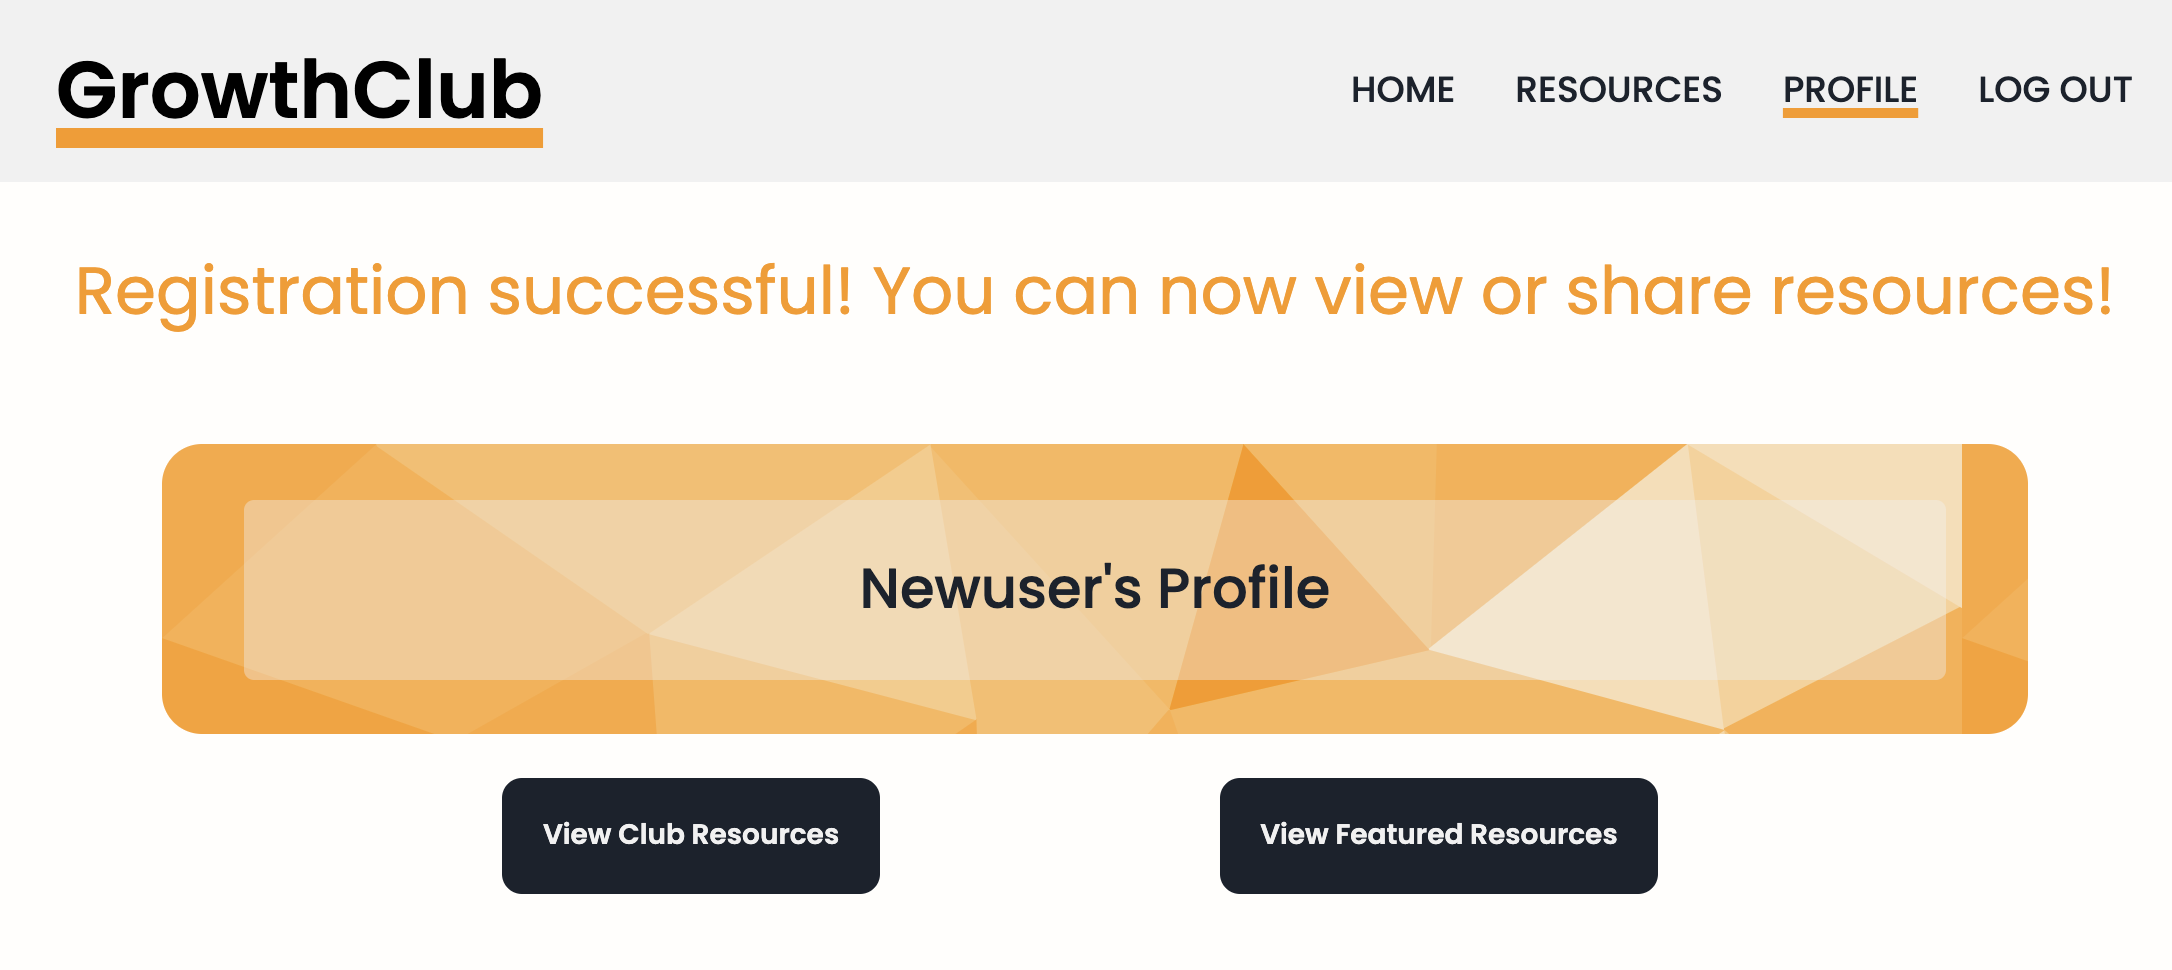 GrowthClub
HOME RESOURCES PROFILE LOG OUT
Registration successful! You can now view or share resources!
Newuser's Profile
View Club Resources
View Featured Resources